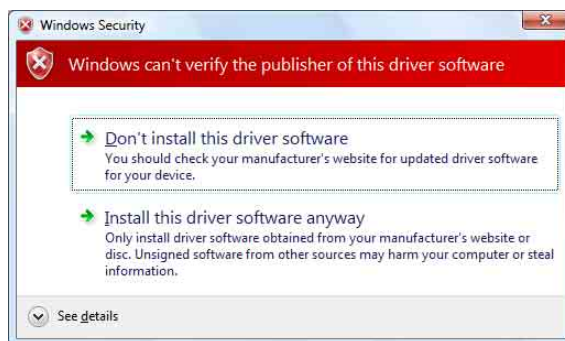 Windows Security
Windows can't verify the publisher of this driver software
Don't install this driver software
You should check your manufacturer's website for updated driver software
for your device.
Install this driver software anyway
Only install driver software obtained from your manufacturer's website or
disc. Unsigned software from other sources may harm your computer or steal
information.
See details